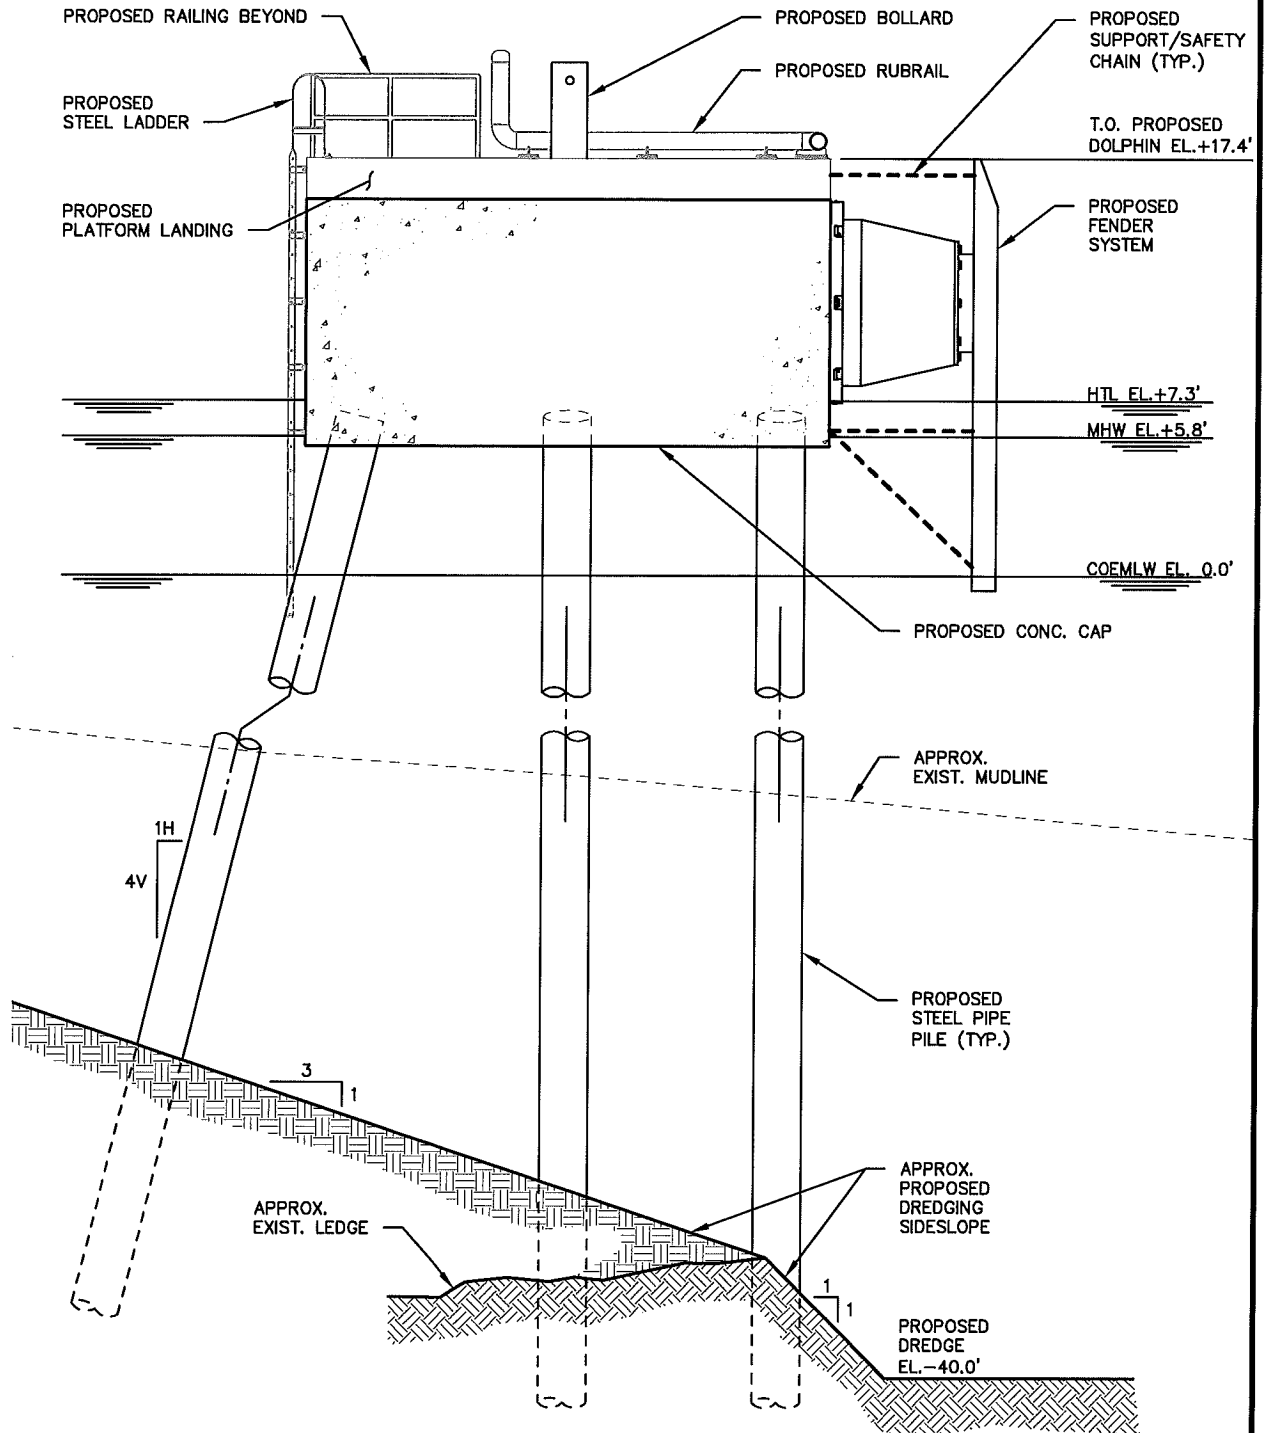 PROPOSED RAILING BEYOND
PROPOSED BOLLARD
PROPOSED
SUPPORT/SAFETY
CHAIN (TYP.)
PROPOSED RUBRAIL
PROPOSED
STEEL LADDER
T.O. PROPOSED
DOLPHIN EL.+17.4'
PROPOSED
PLATFORM LANDING
PROPOSED
FENDER
SYSTEM
HTL EL.+7.3'
MHW EL.+5.8'
COEMLW EL. 0.0'
PROPOSED CONC. CAP
APPROX.
EXIST. MUDLINE
1H
4V
PROPOSED
STEEL PIPE
PILE (TYP.)
3
1
APPROX.
PROPOSED
DREDGING
SIDESLOPE
APPROX.
EXIST. LEDGE
1
1
PROPOSED
DREDGE
EL.-40.0'